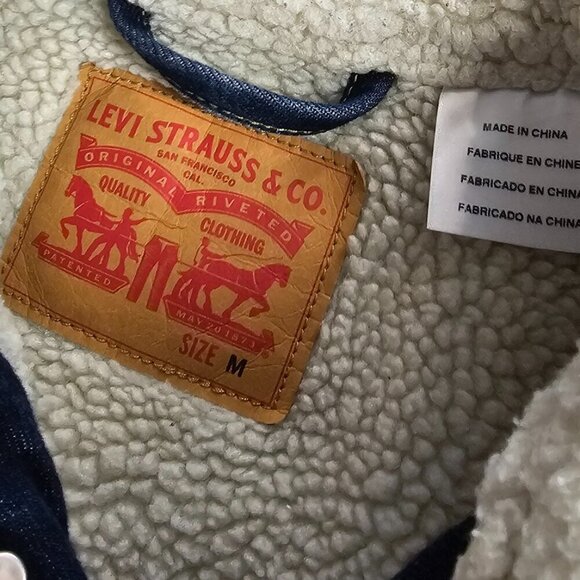 LEVI STRAUSS & CO.
SAN FRANCISCO
CAL.
ORIGINAL RIVETED
QUALITY CLOTHING
PATENTED
MAY 20 1873
SIZE M
MADE IN CHINA
FABRIQUE EN CHINE
FABRICADO EN CHINA
FABRICADO NA CHINA